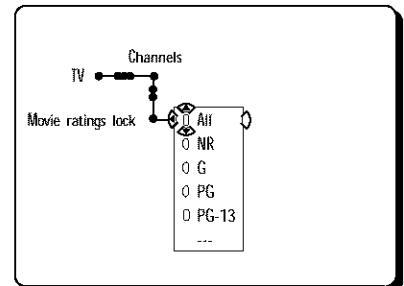 Channels
TV
Movie ratings lock
All
NR
G
PG
PG-13
---